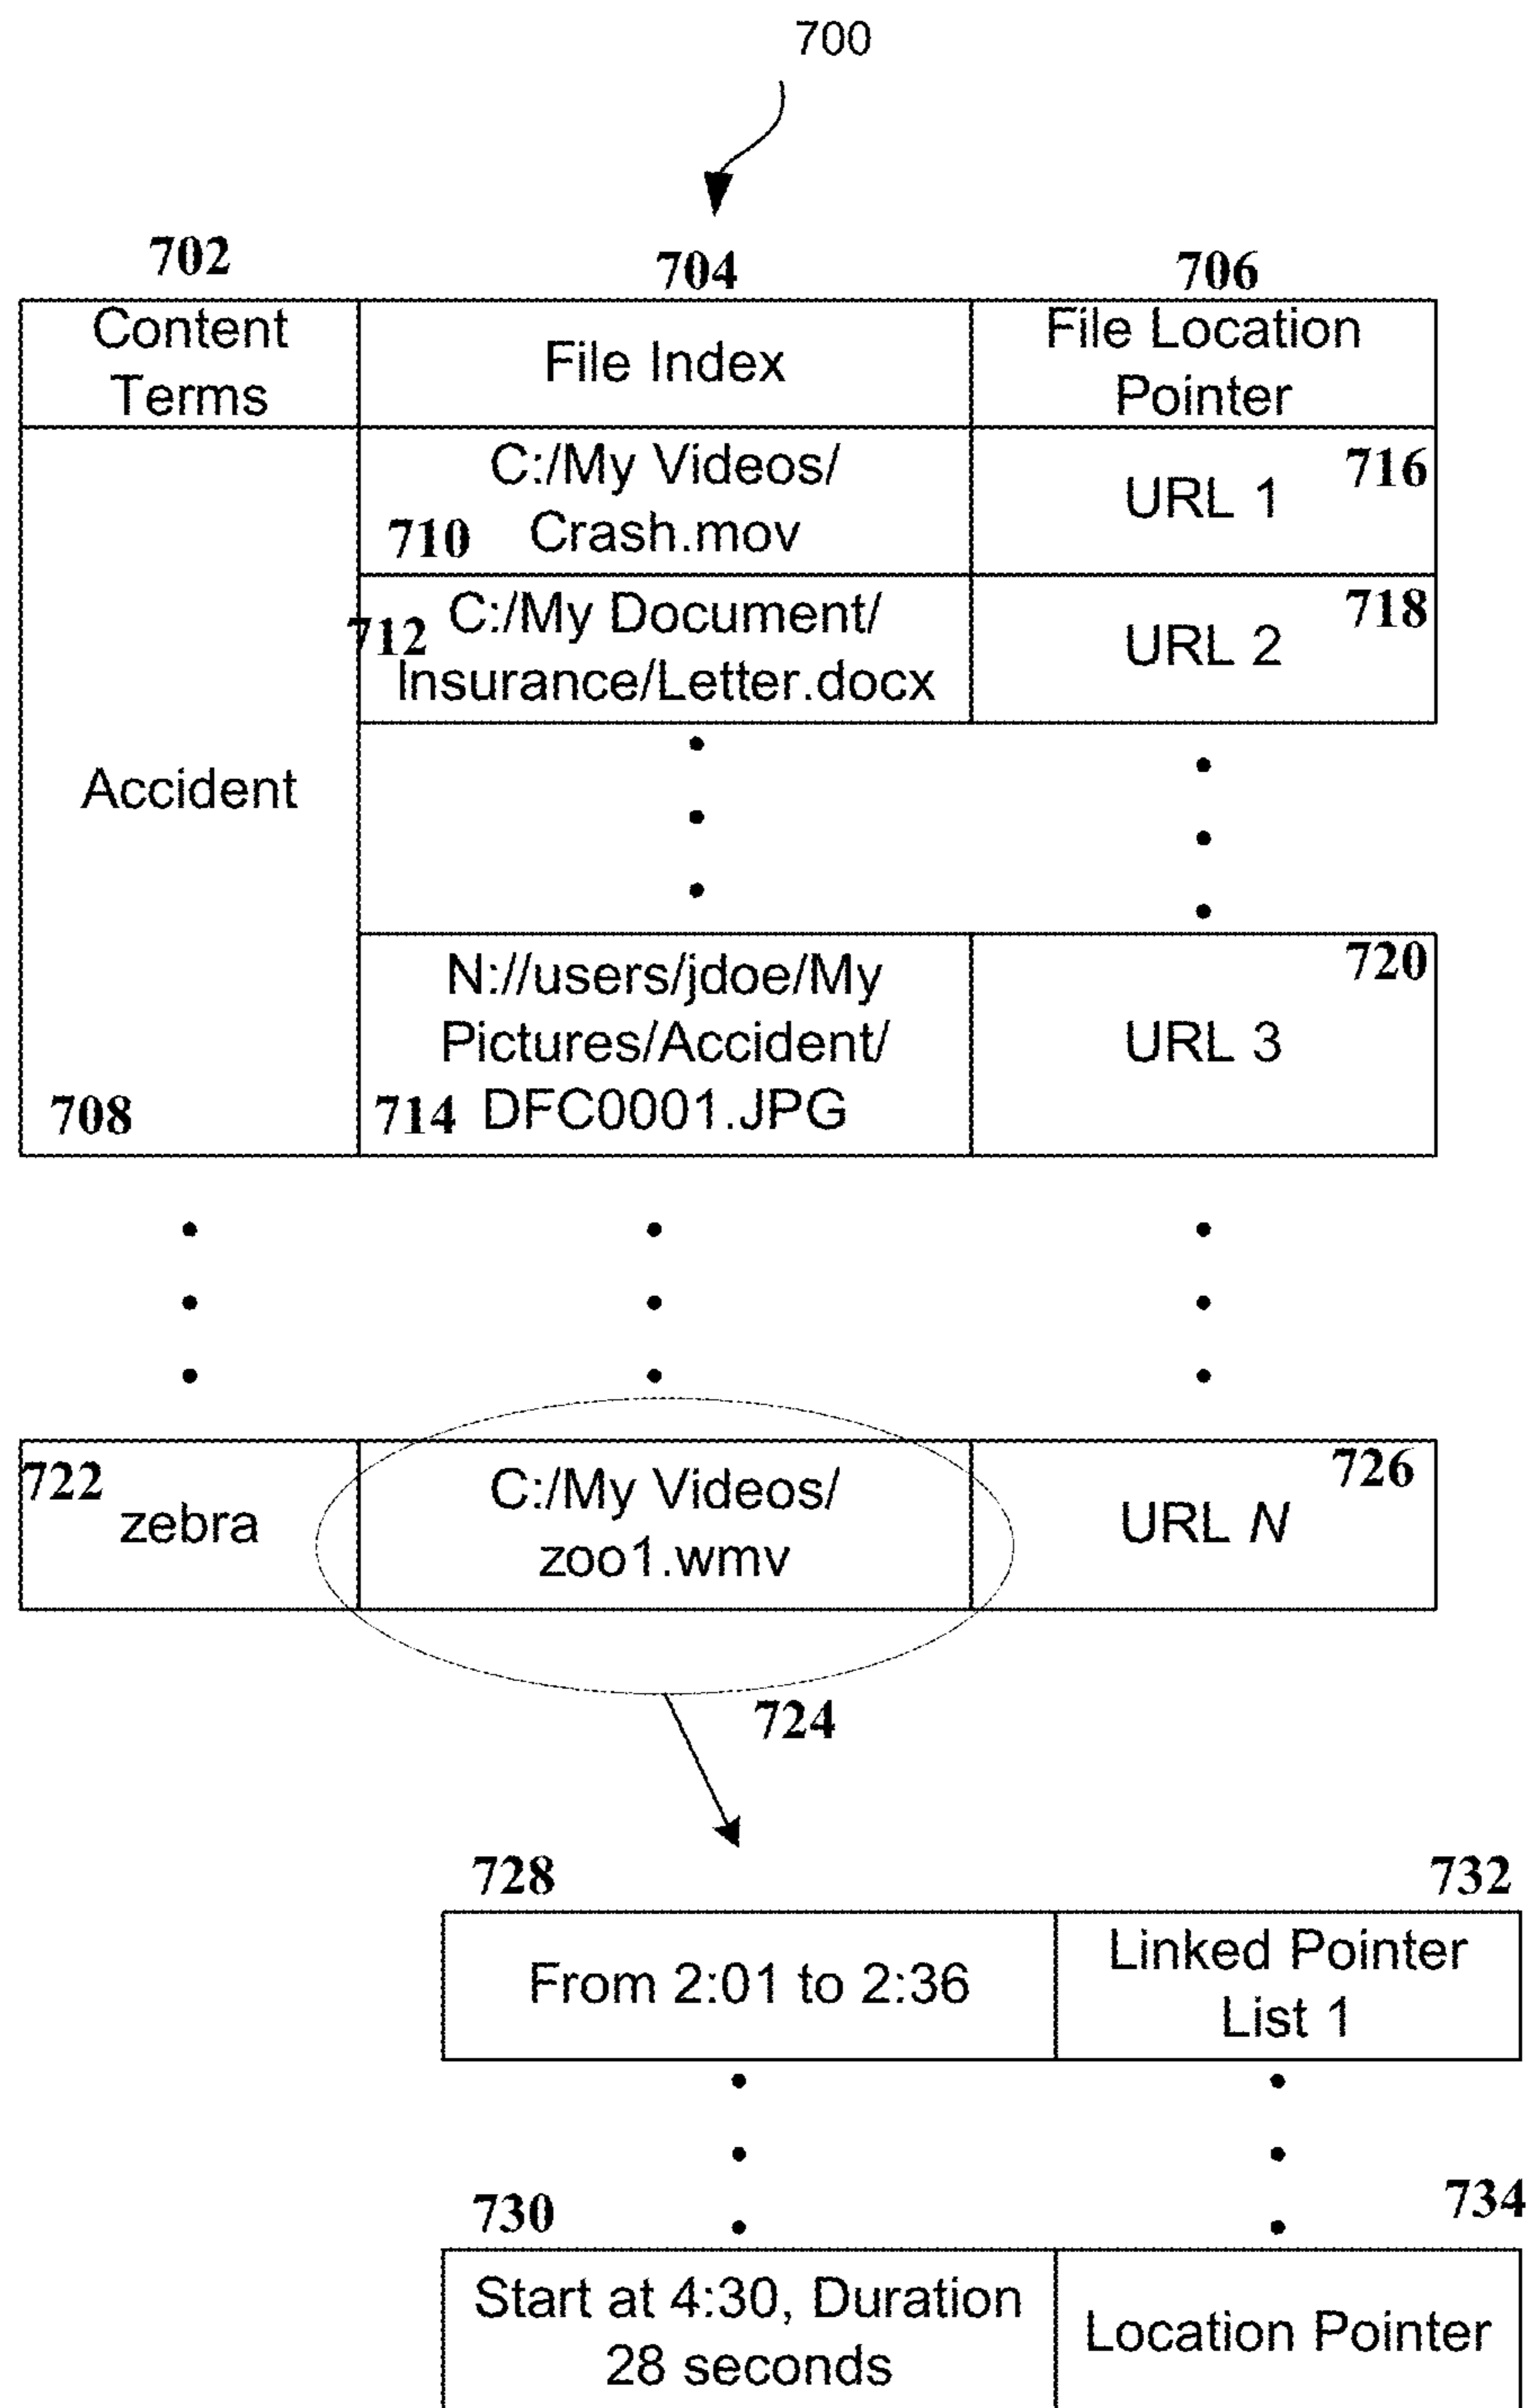 700
702
704
706
Content
Terms
File Index
File Location
Pointer
C:/My Videos/
Crash.mov
710
URL 1
716
712
C:/My Document/
Insurance/Letter.docx
URL 2
718
Accident
708
N://users/jdoe/My
Pictures/Accident/
DFC0001.JPG
714
URL 3
720
722
zebra
C:/My Videos/
zoo1.wmv
URL N
726
724
728
732
From 2:01 to 2:36
Linked Pointer
List 1
730
734
Start at 4:30, Duration
28 seconds
Location Pointer